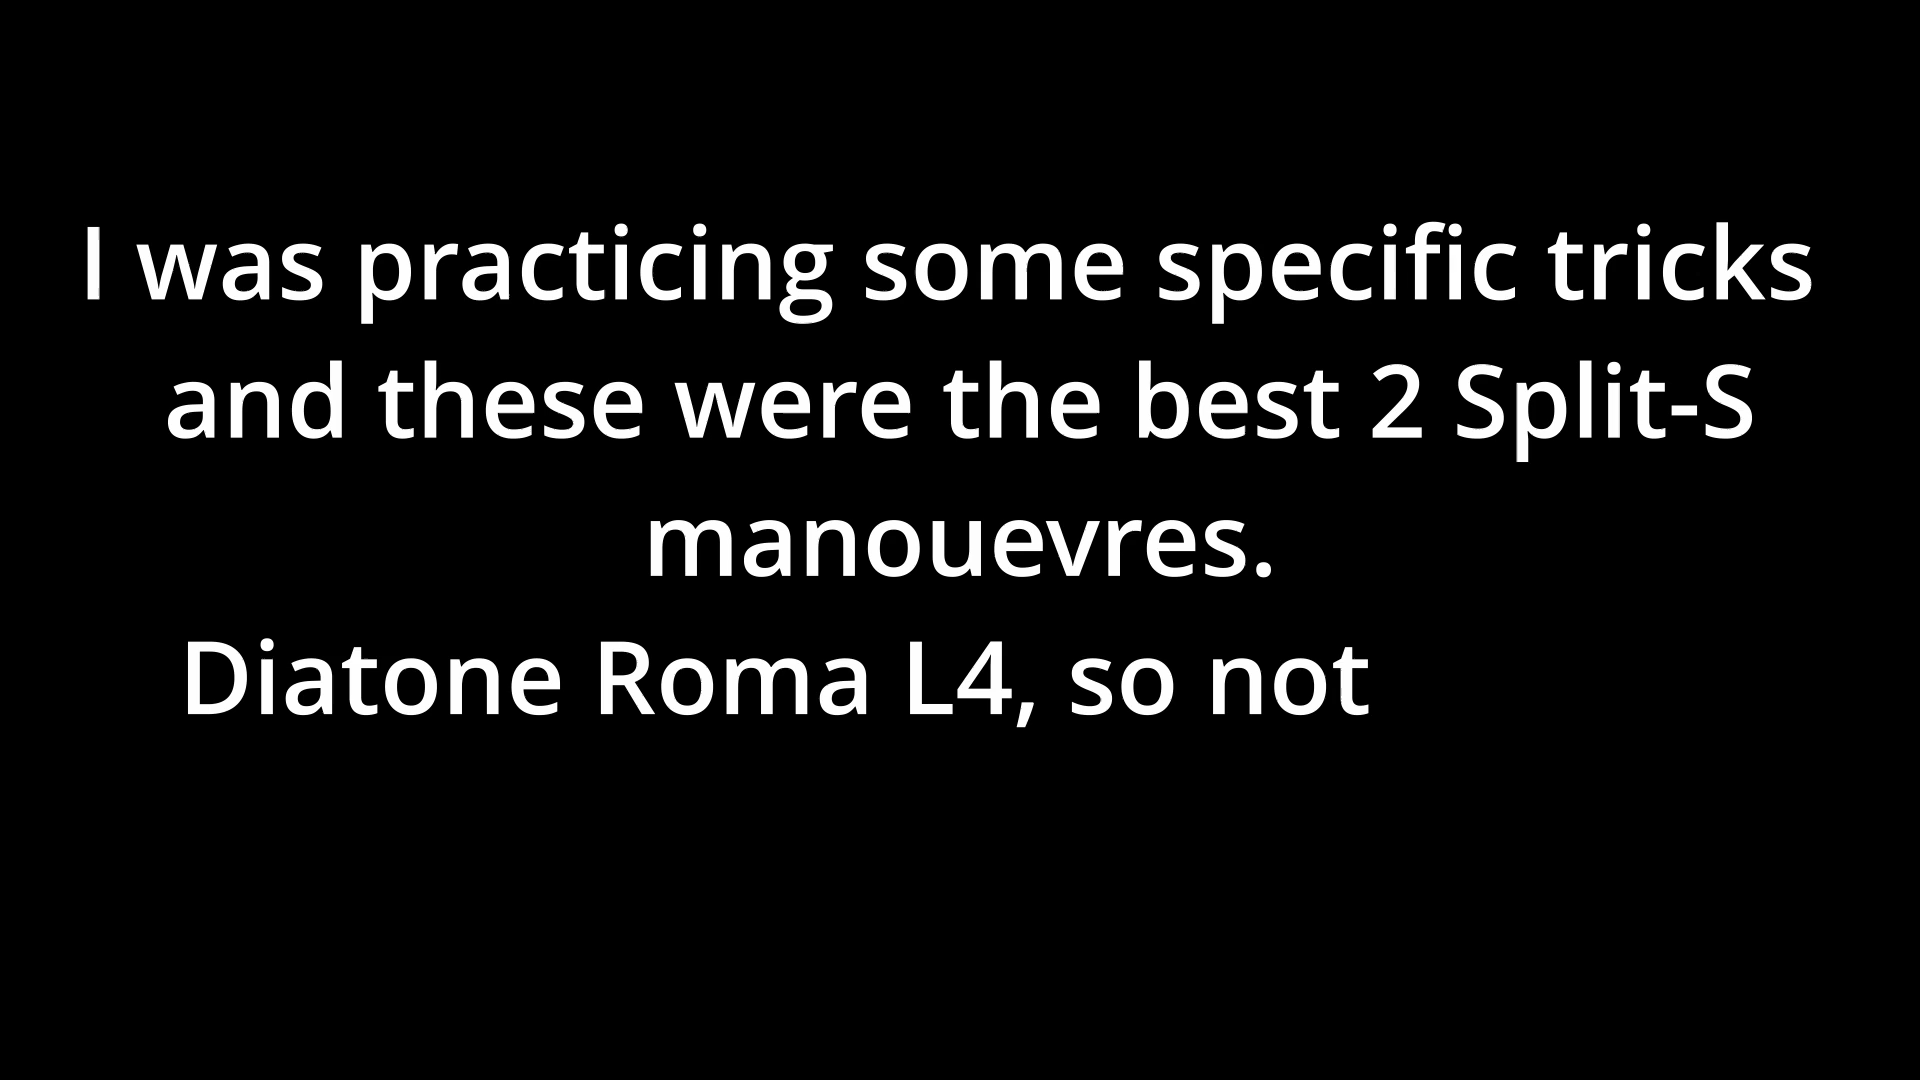 I was practicing some specific tricks
and these were the best 2 Split-S
manouevres.
Diatone Roma L4, so not